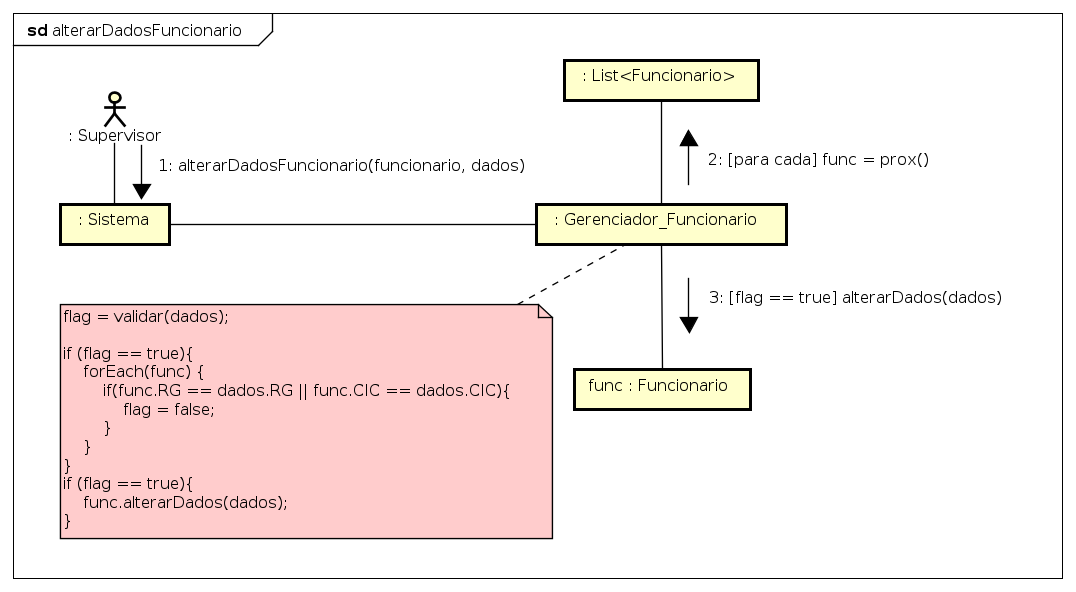 sd alterarDadosFuncionario
: List<Funcionario>
: Supervisor
1: alterarDadosFuncionario(funcionario, dados)
2: [para cada] func = prox()
: Sistema
: Gerenciador_Funcionario
3: [flag == true] alterarDados(dados)
flag = validar(dados);
if (flag == true){
forEach(func) {
if(func.RG == dados.RG || func.CIC == dados.CIC){
flag = false;
}
}
}
if (flag == true){
func.alterarDados(dados);
}
func : Funcionario